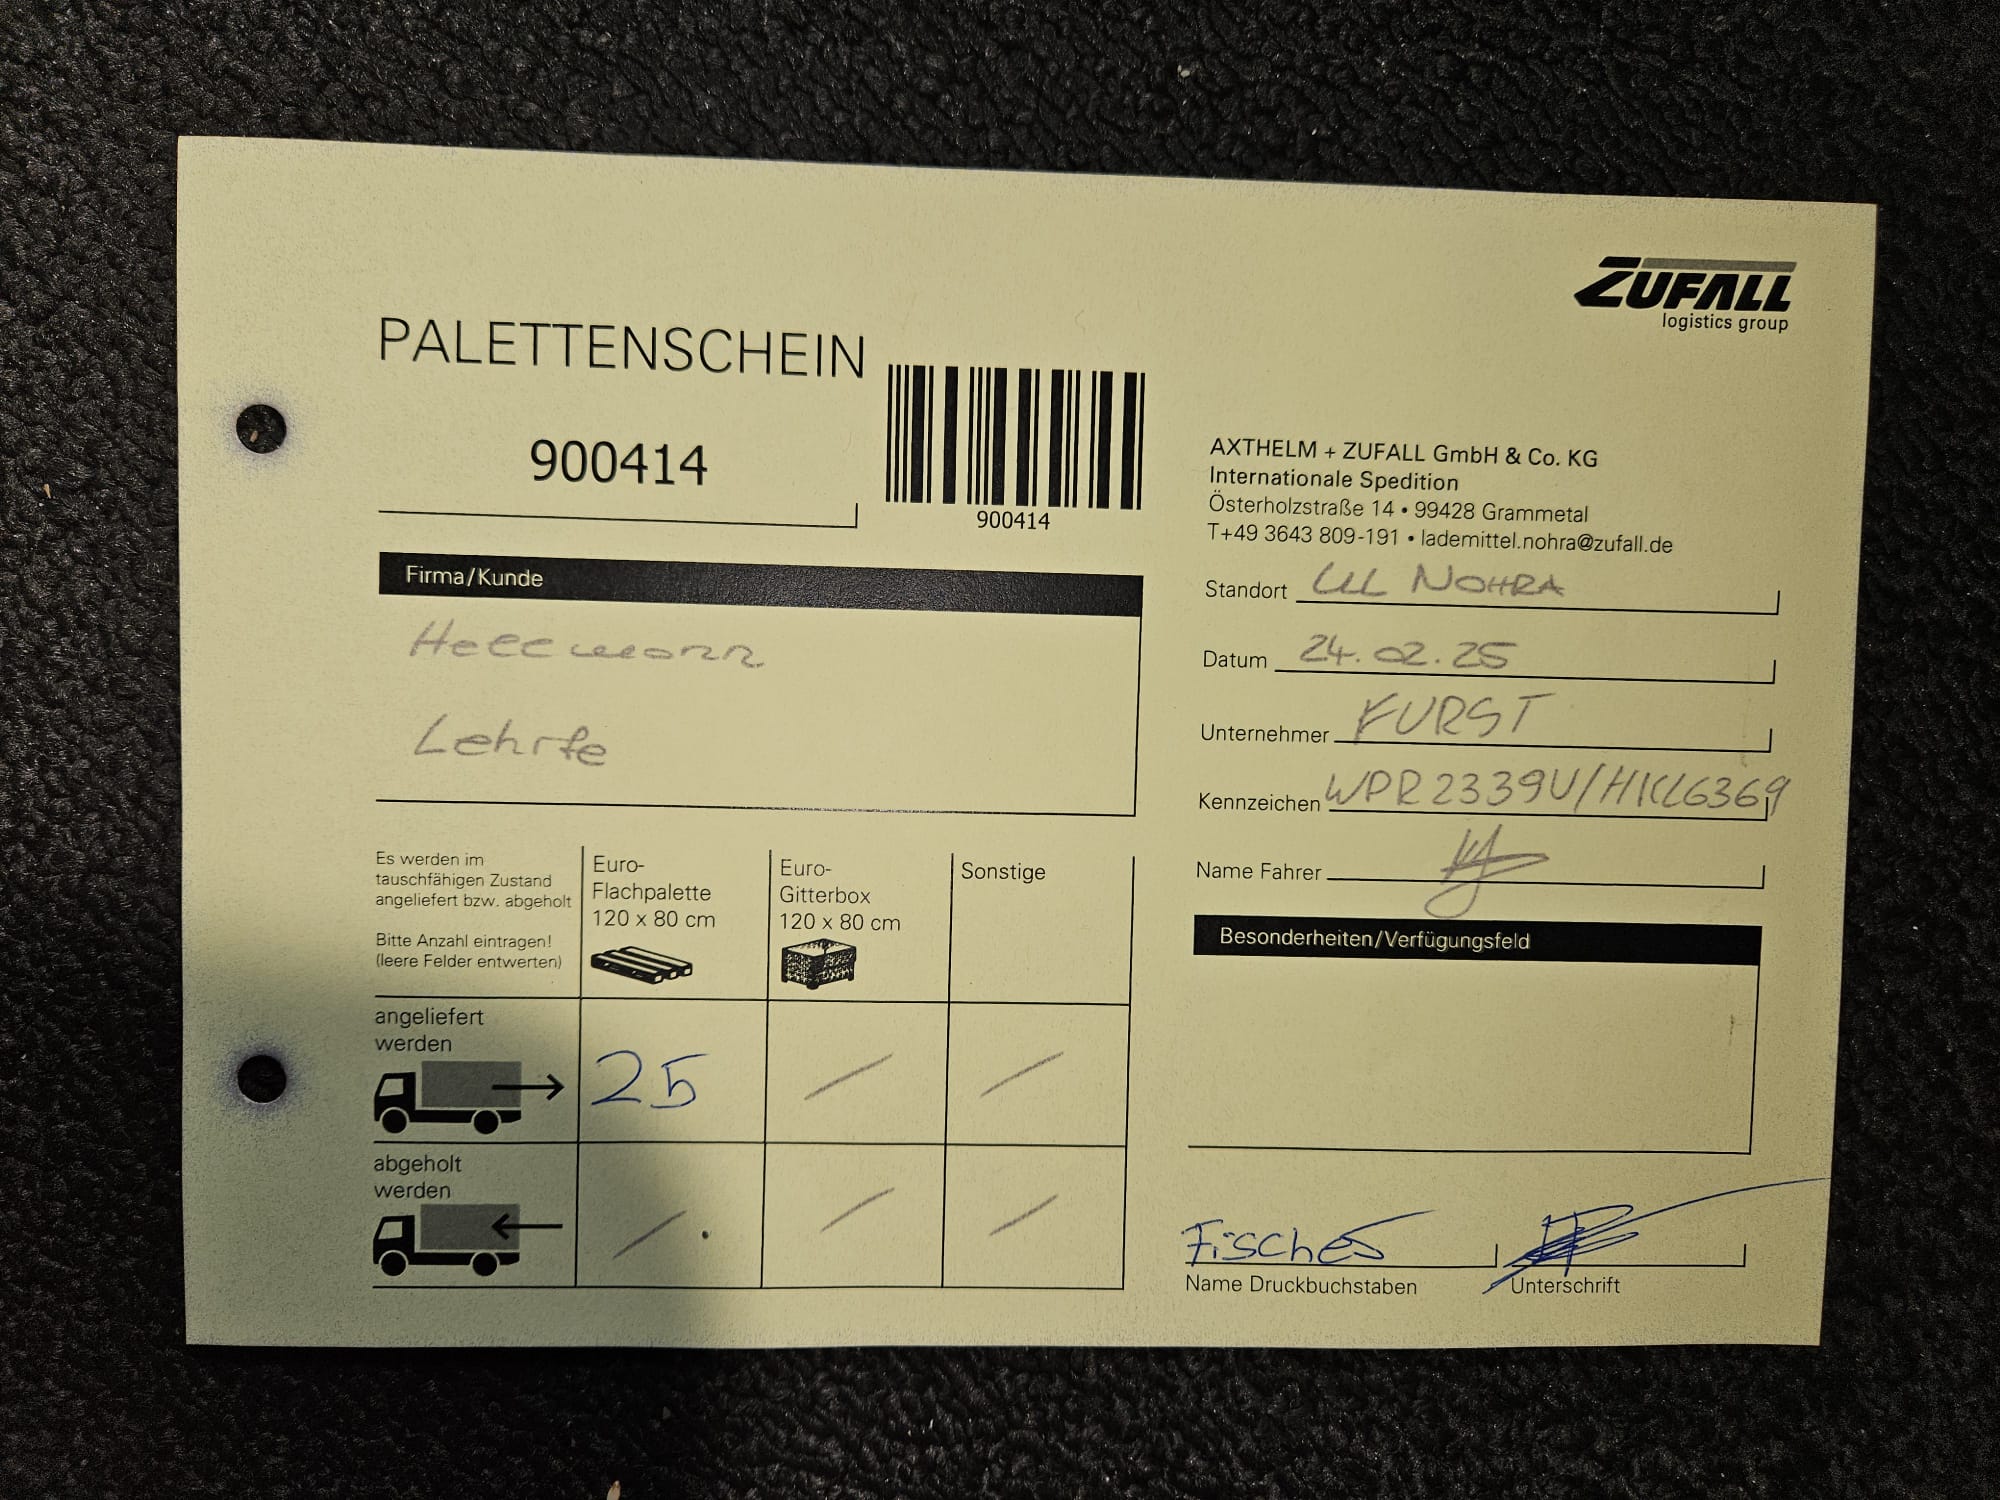 ZUFALL
logistics group
PALETTENSCHEIN
900414
900414
AXTHELM + ZUFALL GmbH & Co. KG
Internationale Spedition
Österholzstraße 14 • 99428 Grammetal
T+49 3643 809-191 • lademittel.nohra@zufall.de
Firma/Kunde
Hellmann
Lehrte
Standort NOHRA
Datum 24.02.25
Unternehmer FURST
Kennzeichen WPR2339U/HKL6369
Name Fahrer
Es werden im
tauschfähigen Zustand
angeliefert bzw. abgeholt
Bitte Anzahl eintragen!
(leere Felder entwerten)
Euro-
Flachpalette
120 x 80 cm
Euro-
Gitterbox
120 x 80 cm
Sonstige
angeliefert
werden
25 / /
abgeholt
werden
/ / /
Besonderheiten/Verfügungsfeld
Fischer
Name Druckbuchstaben
Unterschrift